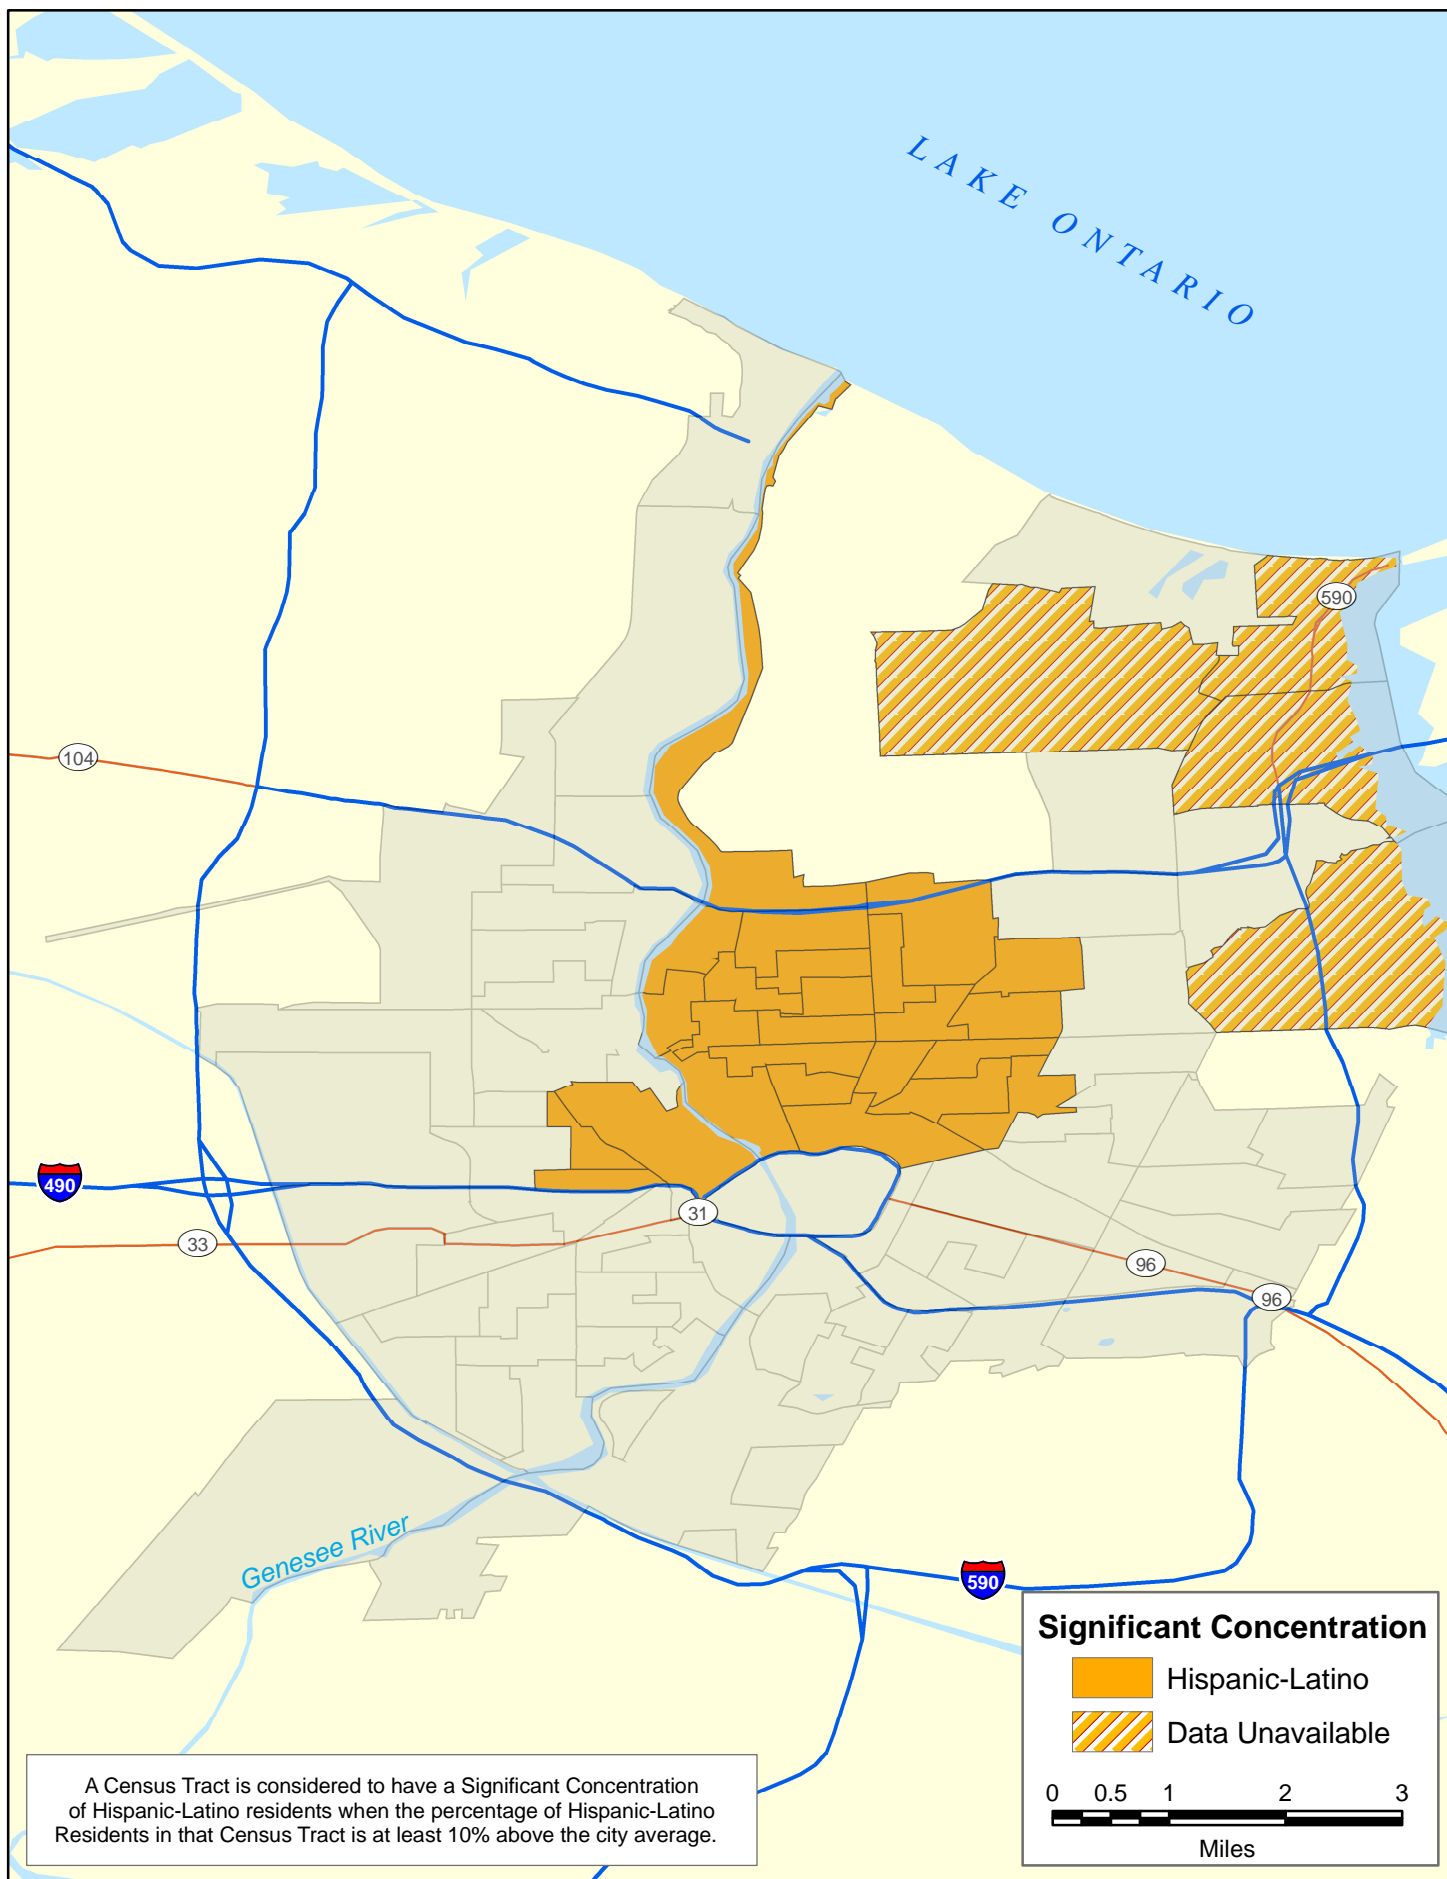 LAKE ONTARIO
590
104
490
31
33
96
96
Genesee River
590
Significant Concentration
Hispanic-Latino
Data Unavailable
0 0.5 1 2 3
Miles
A Census Tract is considered to have a Significant Concentration
of Hispanic-Latino residents when the percentage of Hispanic-Latino
Residents in that Census Tract is at least 10% above the city average.